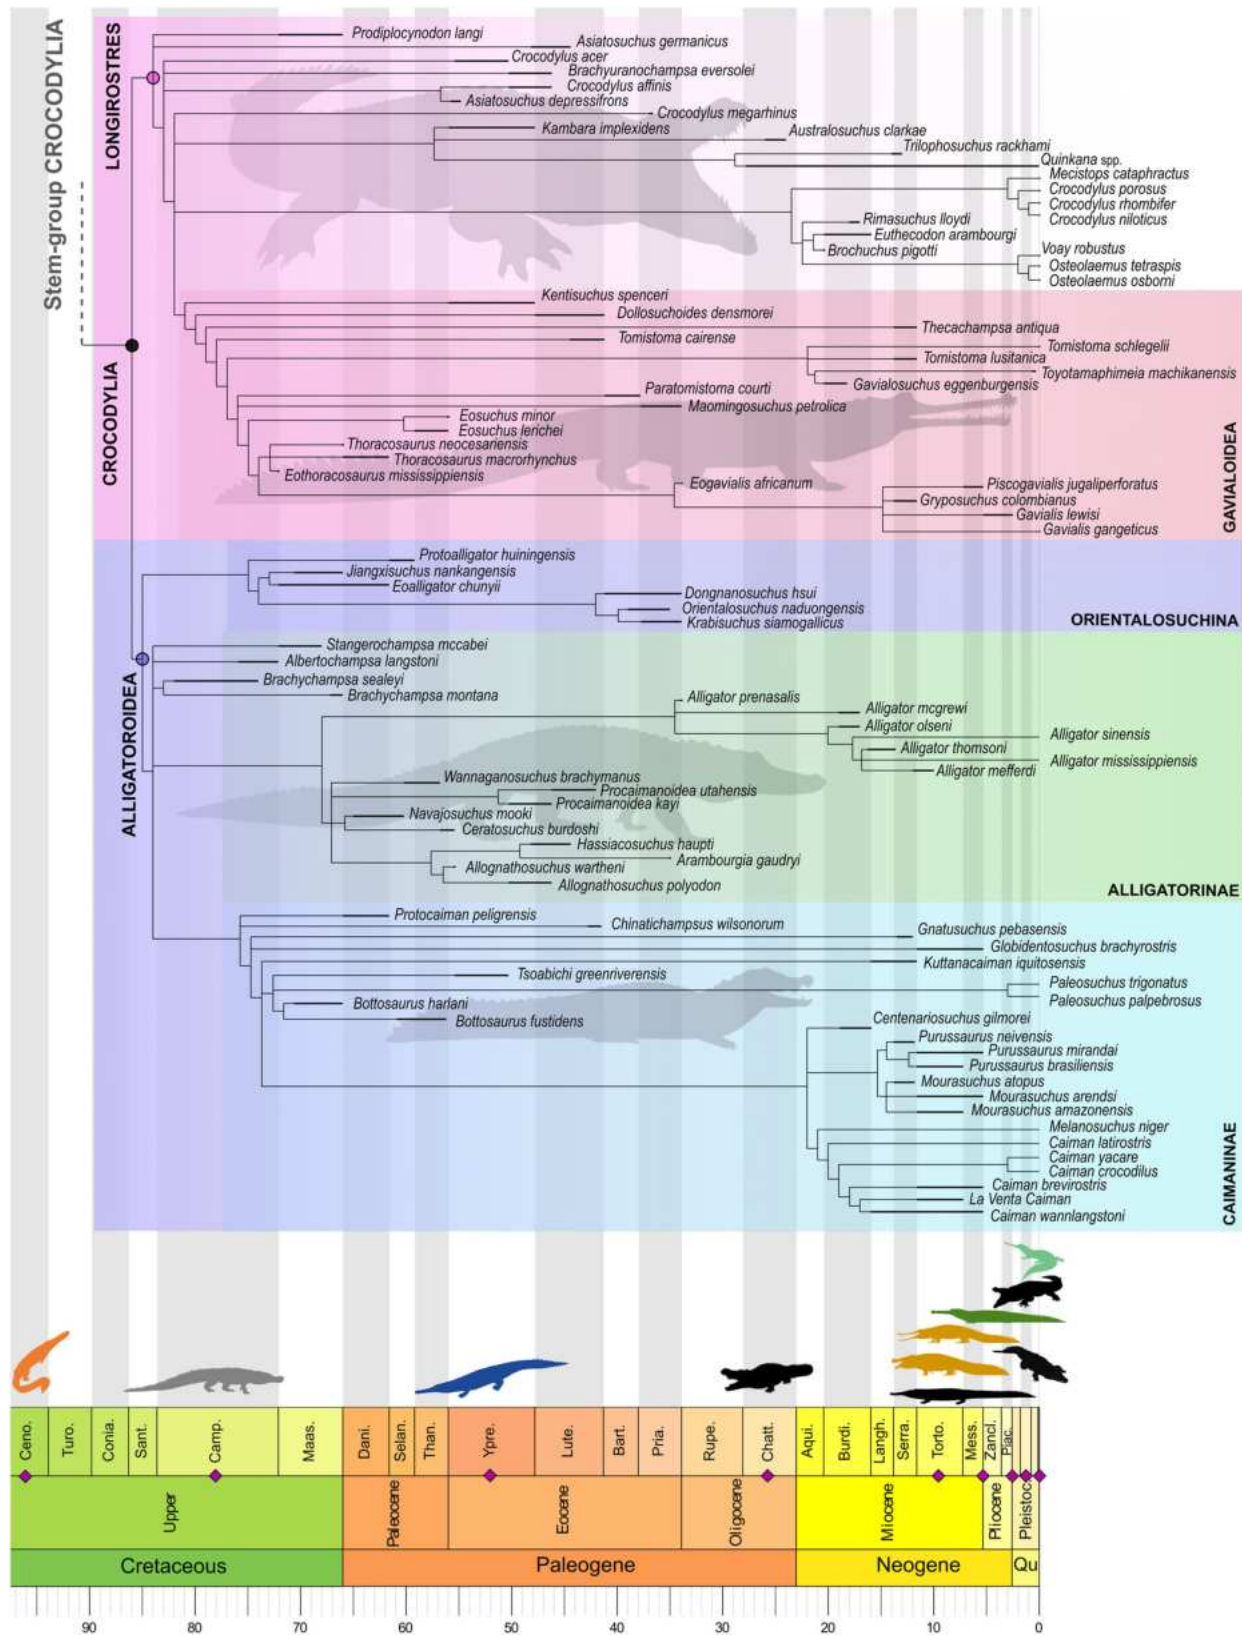 Stem-group CRODYLIA
LONGIROSTRES
Prodiplocynodon langi
Asiatosuchus germanicus
Crocodylus acer
Brachyuranochampsa eversolei
Crocodylus affinis
Asiatosuchus depressifrons
Crocodylus megarhinus
Kambara implexidens
Australosuchus clarkae
Trilophosuchus rackhami
Quinkana spp.
Mecistops cataphractus
Crocodylus porosus
Crocodylus rhombifer
Crocodylus niloticus
Rimasuchus lloydi
Euthecodon arambourgi
Brochuchus pigotti
Voay robustus
Osteolaemus tetraspis
Osteolaemus osborni
CROCODYLIA
Kentisuchus spenceri
Dollosuchoides densmorei
Thecachampsa antiqua
Tomistoma cairense
Tomistoma schlegelii
Tomistoma lusitanica
Toyotamaphimeia machikanensis
Gavialosuchus eggenburgensis
Paratomistoma courti
Maomingosuchus petrolica
Eosuchus minor
Eosuchus lerichei
Thoracosaurus neocesariensis
Thoracosaurus macrorhynchus
Eothoracosaurus mississippiensis
Eogavialis africanum
Piscogavialis jugaliperforatus
Gryposuchus colombianus
Gavialis lewisi
Gavialis gangeticus
GAVIALOIDEA
Protoalligator huiningensis
Jiangxisuchus nankangensis
Eoalligator chunyii
Dongnanosuchus hsui
Orientalosuchus naduongensis
Krabisuchus siamogallicus
ORIENTALOSUCHINA
ALLIGATOROIDEA
Stangerochampsa mccabei
Albertochampsa langstoni
Brachychampsa sealeyi
Brachychampsa montana
Alligator prenasalis
Alligator mcgrewi
Alligator olseni
Alligator sinensis
Alligator thomsoni
Alligator mississippiensis
Alligator mefferdi
Wannaganosuchus brachymanus
Procaimanoidea utahensis
Procaimanoidea kayi
Navajosuchus mooki
Ceratosuchus burdoshi
Hassiacosuchus haupti
Arambourgia gaudryi
Allognathosuchus wartheni
Allognathosuchus polyodon
ALLIGATORINAE
Protocaiman peligrensis
Chinatichampsus wilsonorum
Gnatusuchus pebasensis
Globidentosuchus brachyrostris
Kuttanacaiman iquitosensis
Tsoabichi greenriverensis
Paleosuchus trigonatus
Paleosuchus palpebrosus
Bottosaurus harlani
Bottosaurus fustidens
Centenariosuchus gilmorei
Purussaurus neivensis
Purussaurus mirandai
Purussaurus brasiliensis
Mourasuchus atopus
Mourasuchus arendsi
Mourasuchus amazonensis
Melanosuchus niger
Caiman latirostris
Caiman yacare
Caiman crocodilus
Caiman brevirostris
La Venta Caiman
Caiman wannlangstoni
CAIMANINAE
Ceno. Turo. Conia. Sant. Camp. Maas. Dani. Selan. Than. Ypre. Lute. Bart. Pria. Rupe. Chatt. Aqui. Burdi. Langh. Serra. Torto. Mess. Zancl. Piac.
Upper Paleocene Eocene Oligocene Miocene Pliocene Pleistoc.
Cretaceous Paleogene Neogene Qu
90 80 70 60 50 40 30 20 10 0